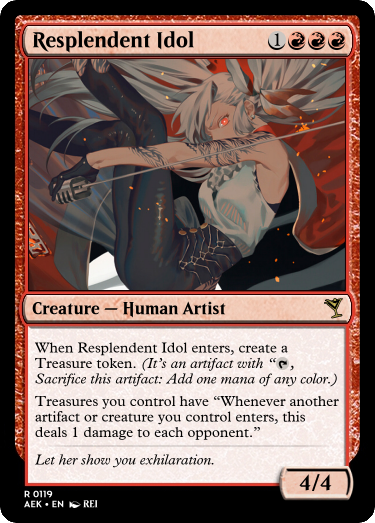 Resplendent Idol
1
Creature — Human Artist
When Resplendent Idol enters, create a
Treasure token. (It's an artifact with “,
Sacrifice this artifact: Add one mana of any color.)
Treasures you control have “Whenever another
artifact or creature you control enters, this
deals 1 damage to each opponent.”
Let her show you exhilaration.
4/4
R 0119
AEK • EN REI